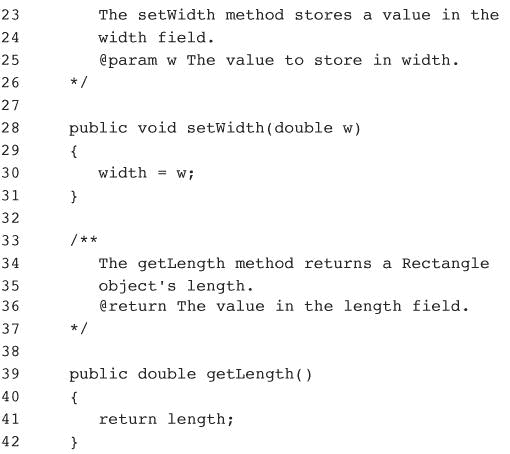 23        The setWidth method stores a value in the
24        width field.
25        @param w The value to store in width.
26     */
27
28     public void setWidth(double w)
29     {
30        width = w;
31     }
32
33     /**
34        The getLength method returns a Rectangle
35        object's length.
36        @return The value in the length field.
37     */
38
39     public double getLength()
40     {
41        return length;
42     }